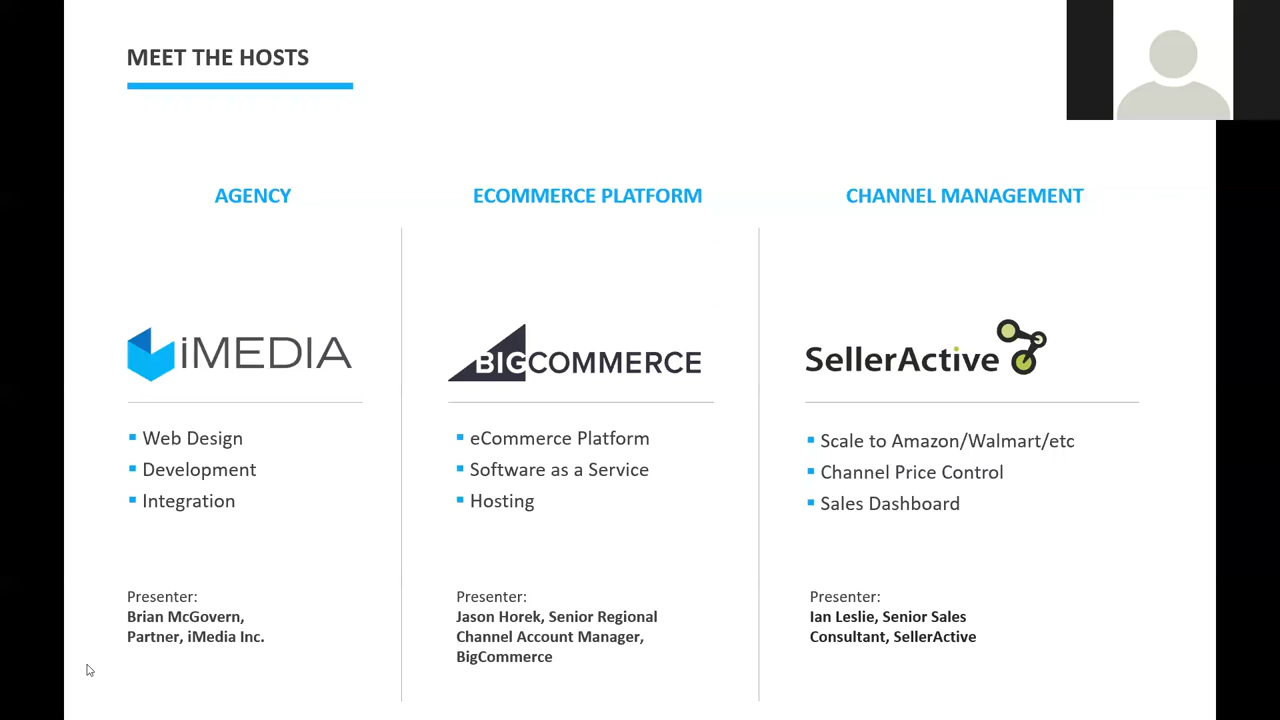 MEET THE HOSTS
AGENCY
iMEDIA
Web Design
Development
Integration
Presenter:
Brian McGovern,
Partner, iMedia Inc.
ECOMMERCE PLATFORM
BIGCOMMERCE
eCommerce Platform
Software as a Service
Hosting
Presenter:
Jason Horek, Senior Regional
Channel Account Manager,
BigCommerce
CHANNEL MANAGEMENT
SellerActive
Scale to Amazon/Walmart/etc
Channel Price Control
Sales Dashboard
Presenter:
Ian Leslie, Senior Sales
Consultant, SellerActive